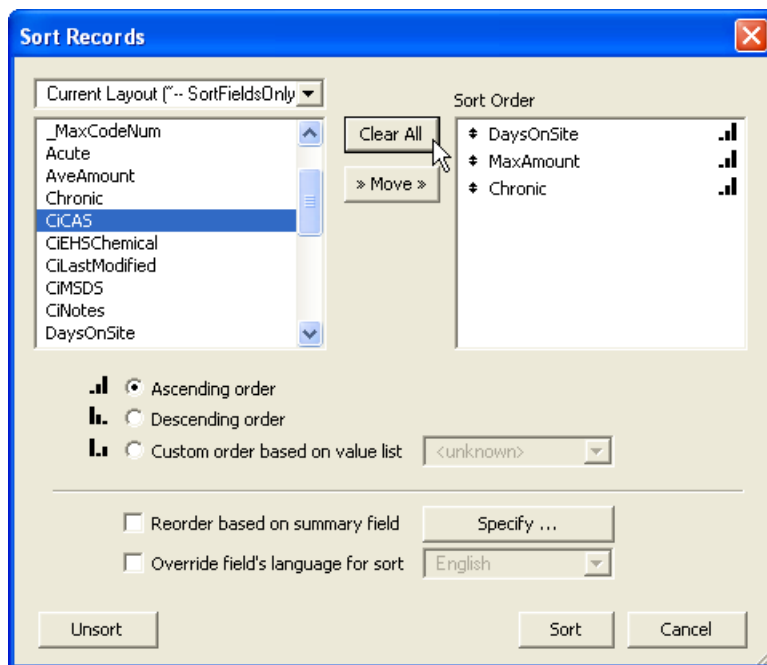 Sort Records
Current Layout ("-- SortFieldsOnly
Sort Order
_MaxCodeNum
Acute
AveAmount
Chronic
CiCAS
CiEHSChemical
CiLastModified
CiMSDS
CiNotes
DaysOnSite
Clear All
» Move »
DaysOnSite
MaxAmount
Chronic
Ascending order
Descending order
Custom order based on value list <unknown>
Reorder based on summary field Specify ...
Override field's language for sort English
Unsort Sort Cancel